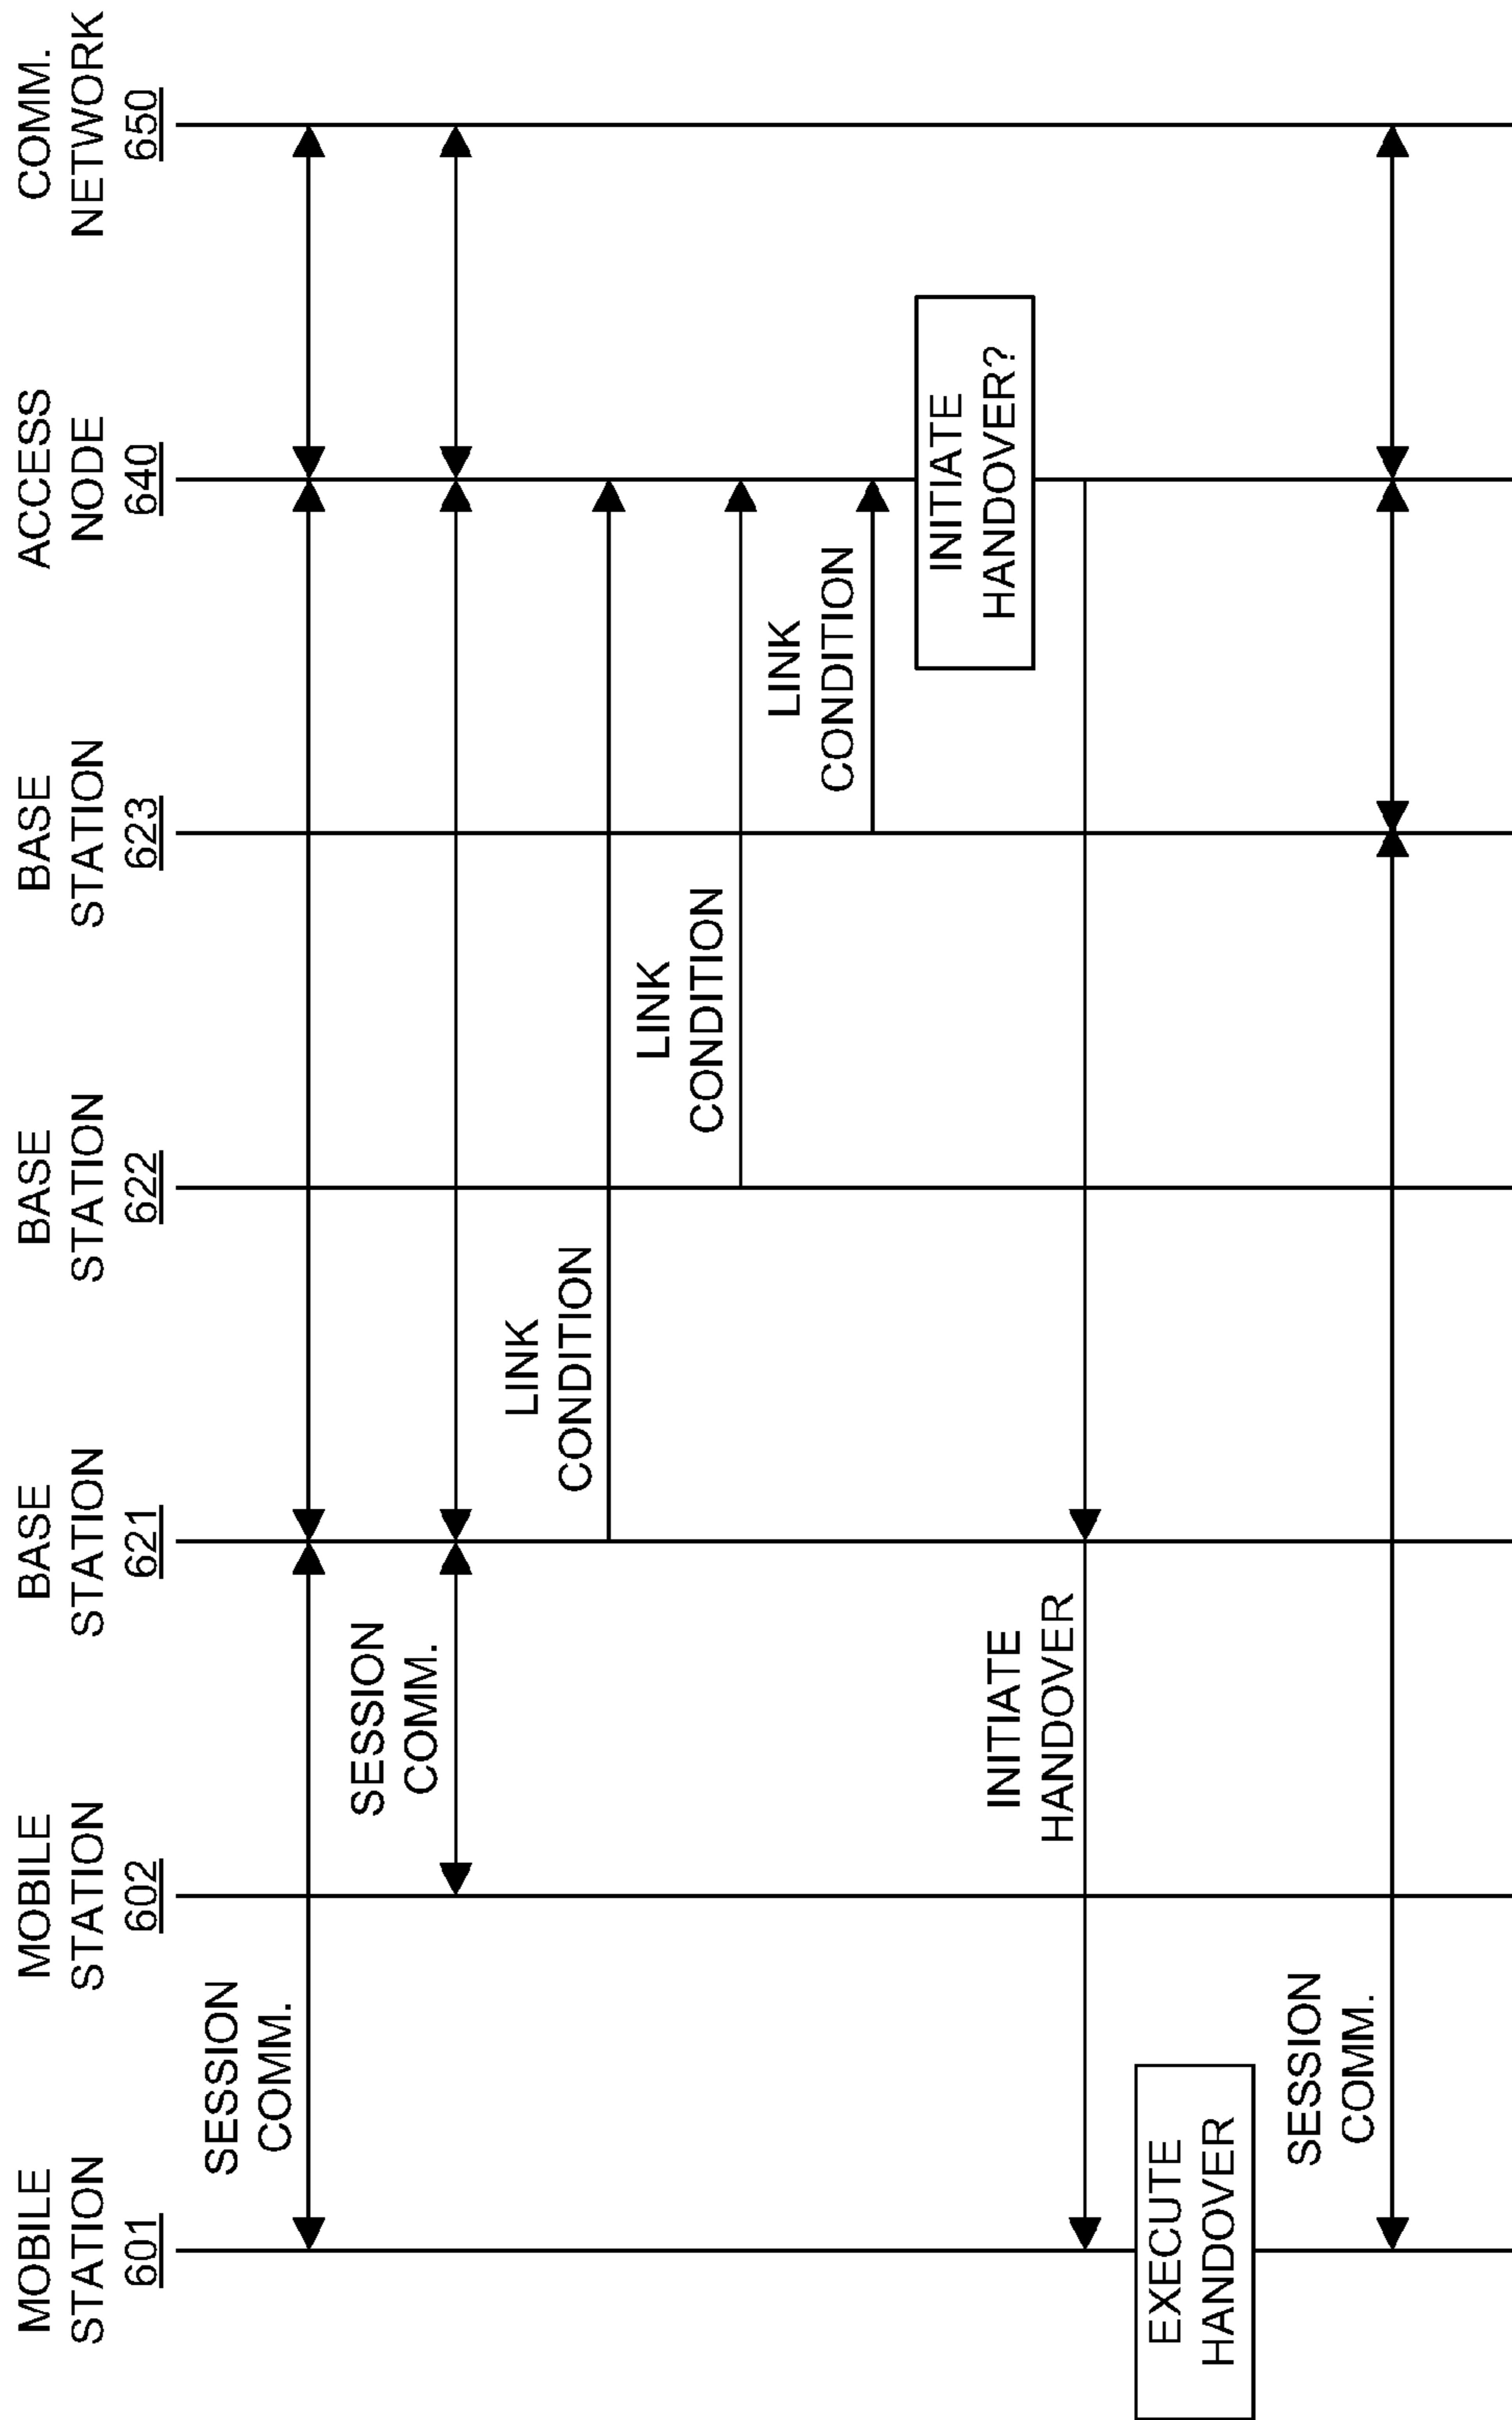 MOBILE
STATION
601
MOBILE
STATION
602
BASE
STATION
621
BASE
STATION
622
BASE
STATION
623
ACCESS
NODE
640
COMM.
NETWORK
650
SESSION
COMM.
SESSION
COMM.
LINK
CONDITION
LINK
CONDITION
LINK
CONDITION
INITIATE
HANDOVER?
INITIATE
HANDOVER
EXECUTE
HANDOVER
SESSION
COMM.